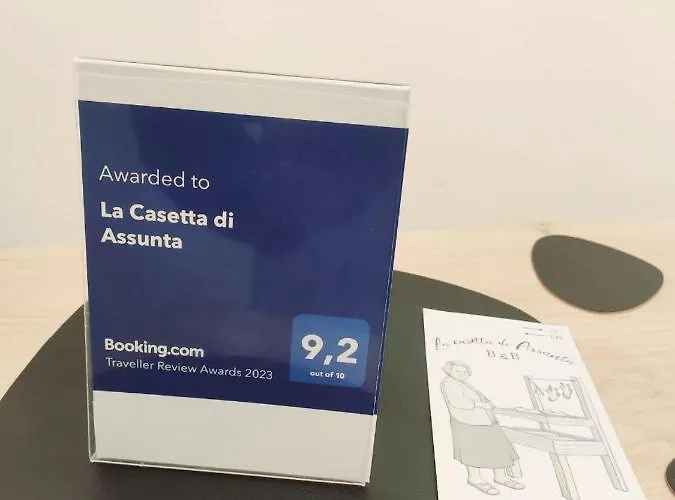 Awarded to
La Casetta di
Assunta
Booking.com
Traveller Review Awards 2023
9,2
out of 10
La casetta di Assunta
B&B